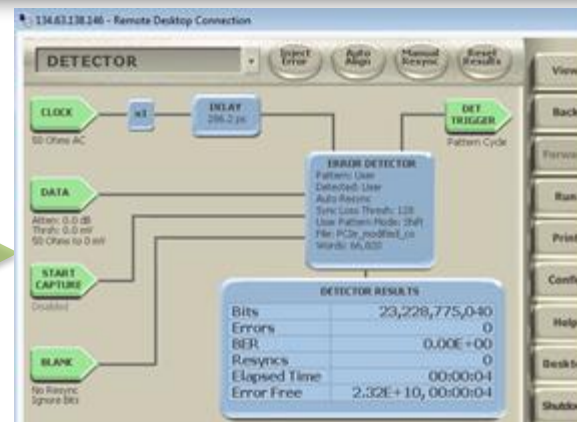 134.63.138.146 - Remote Desktop Connection
DETECTOR
Inject Error
Auto Align
Manual Resync
Reset Results
View
CLOCK
x1
DELAY
286.2 ps
DET TRIGGER
Back
50 Ohms AC
Pattern Cycle
Forward
ERROR DETECTOR
Pattern: User
Detected: User
Auto Resync
Sync Loss Thresh: 128
User Pattern Mode: Shift
File: PCIe_modified_co
Words: 66,020
DATA
Run
Atten: 0.0 dB
Thrsh: 0.0 mV
50 Ohms to 0 mV
Print
START CAPTURE
Disabled
Config
DETECTOR RESULTS
Bits 23,228,775,040
Errors 0
BER 0.00E+00
Resyncs 0
Elapsed Time 00:00:04
Error Free 2.32E+10, 00:00:04
Help
BLANK
No Resync
Ignore Bits
Deskto
Shutdo